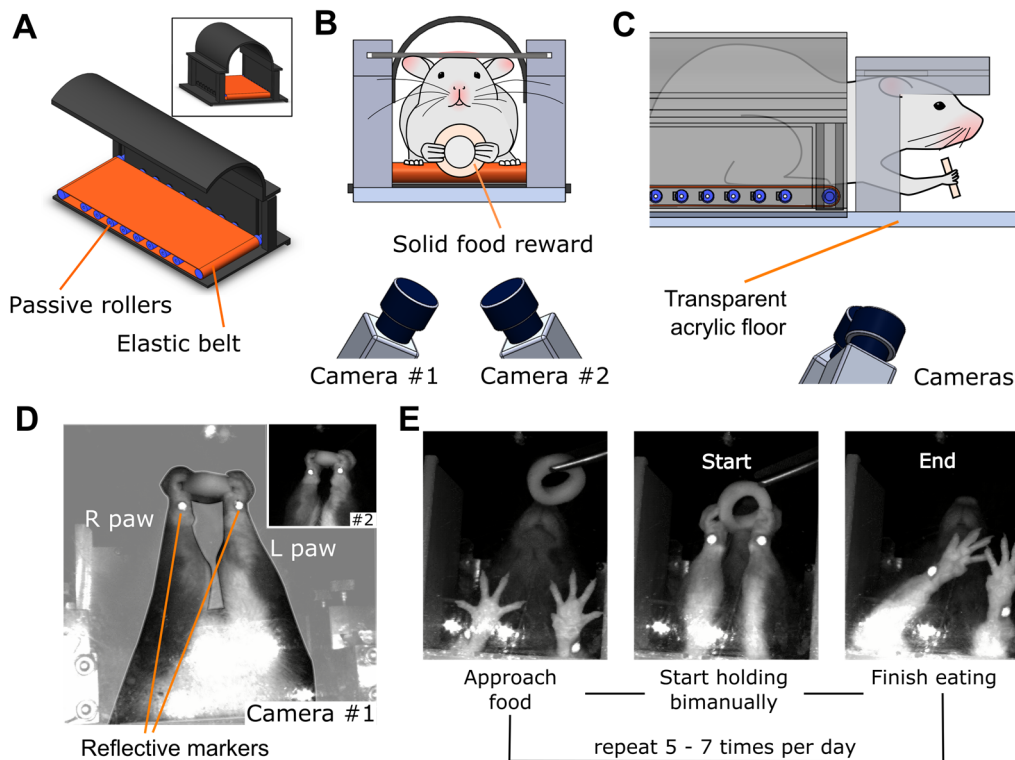 A
B
C
Passive rollers
Elastic belt
Solid food reward
Camera #1
Camera #2
Transparent
acrylic floor
Cameras
D
R paw
L paw
#2
Camera #1
Reflective markers
E
Start
End
Approach
food
Start holding
bimanually
Finish eating
repeat 5 - 7 times per day